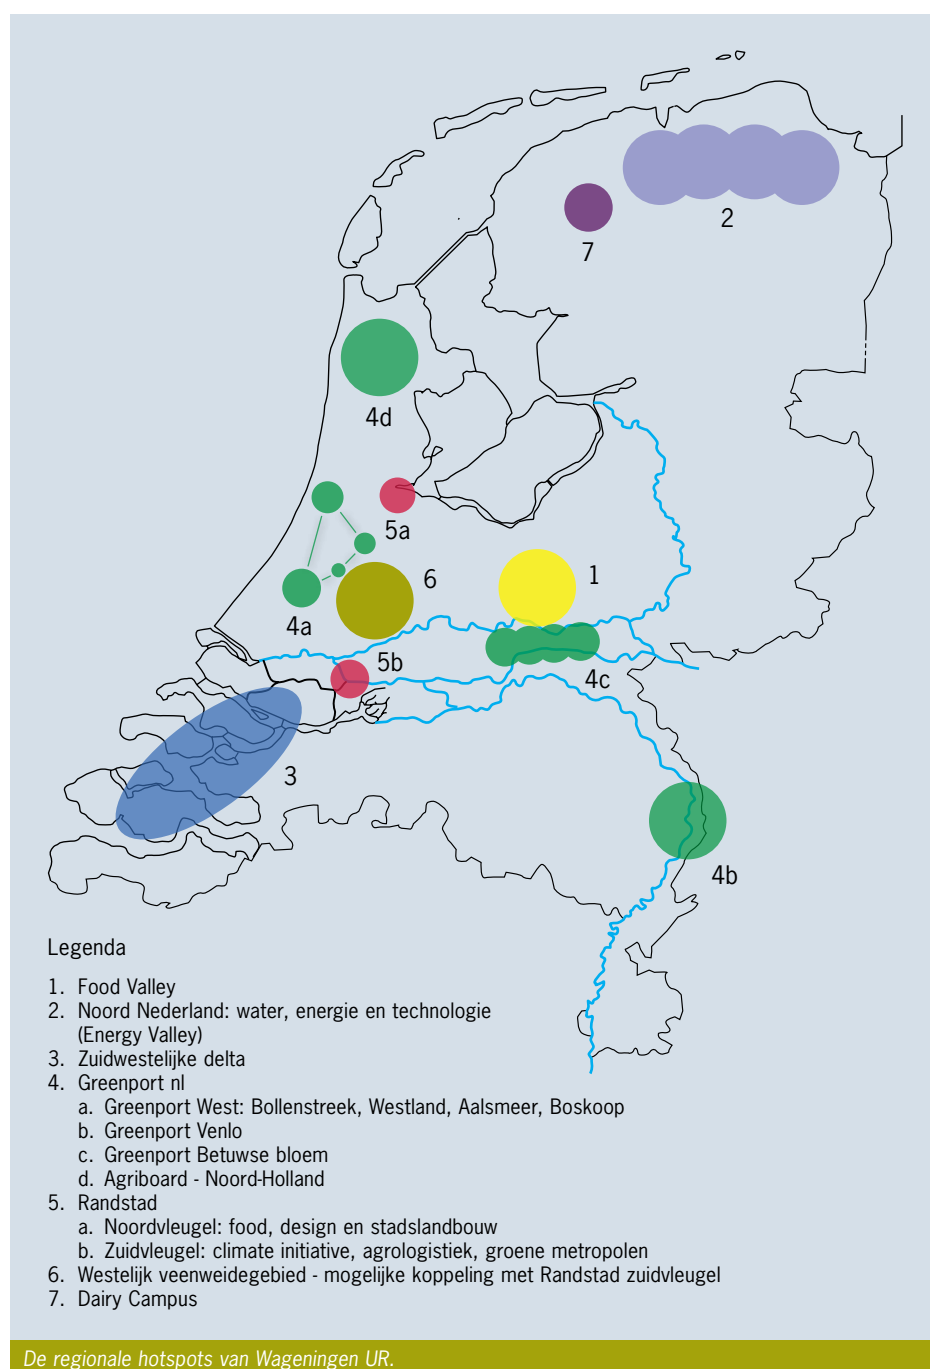 2
7
4d
5a
6
1
4a
5b
4c
3
4b
Legenda
1. Food Valley
2. Noord Nederland: water, energie en technologie
(Energy Valley)
3. Zuidwestelijke delta
4. Greenport nl
a. Greenport West: Bollenstreek, Westland, Aalsmeer, Boskoop
b. Greenport Venlo
c. Greenport Betuwse bloem
d. Agriboard - Noord-Holland
5. Randstad
a. Noordvleugel: food, design en stadslandbouw
b. Zuidvleugel: climate initiative, agrologistiek, groene metropolen
6. Westelijk veenweidegebied - mogelijke koppeling met Randstad zuidvleugel
7. Dairy Campus
De regionale hotspots van Wageningen UR.